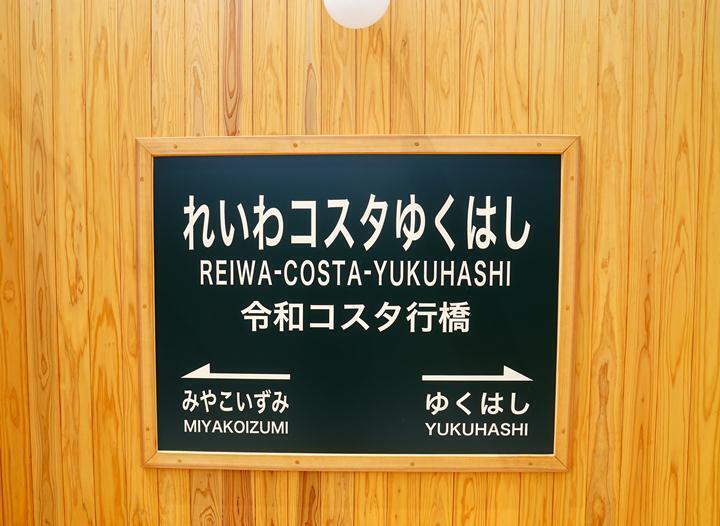 れいわコスタゆくはし
REIWA-COSTA-YUKUHASHI
令和コスタ行橋
みやこいずみ
MIYAKOIZUMI
ゆくはし
YUKUHASHI